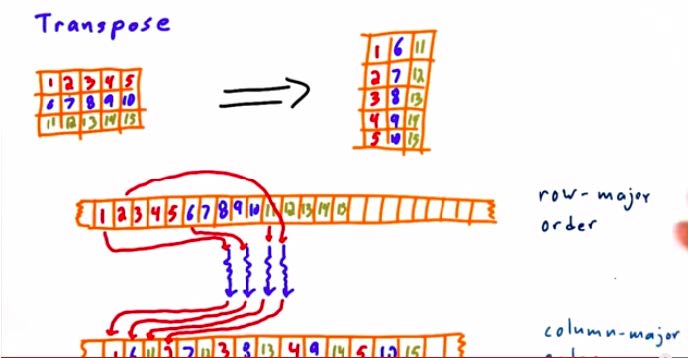 Transpose
1 2 3 4 5
6 7 8 9 10
11 12 13 14 15
1 6 11
2 7 12
3 8 13
4 9 14
5 10 15
1 2 3 4 5 6 7 8 9 10 11 12 13 14 15
row-major
order
1 6 11 2 7 12 3 8 13 4 9 14 5 10 15
column-major